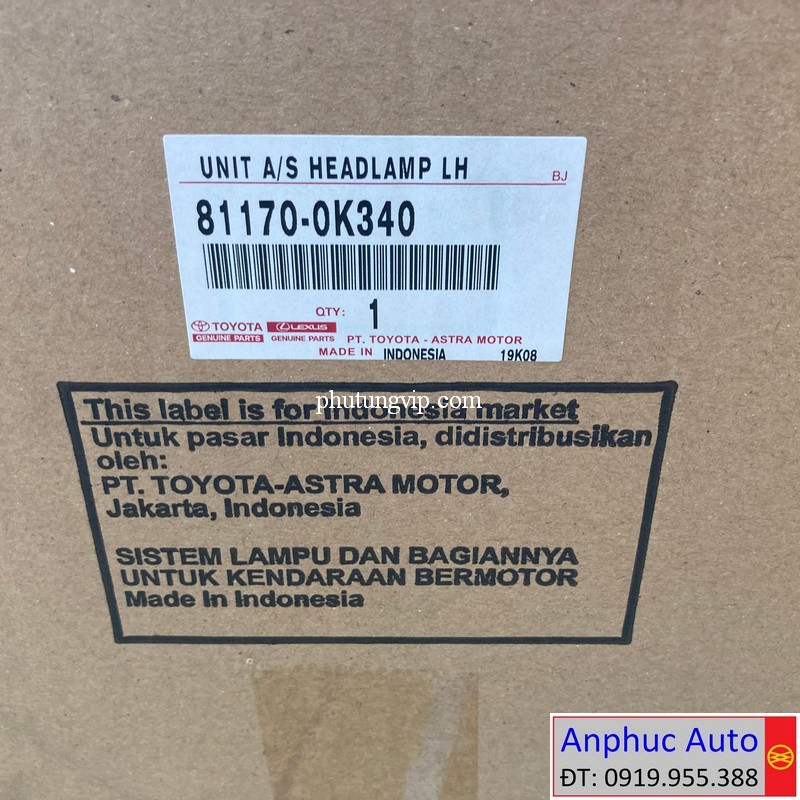 UNIT A/S HEADLAMP LH
BJ
81170-0K340
QTY: 1
TOYOTA LEXUS
GENUINE PARTS GENUINE PARTS PT. TOYOTA - ASTRA MOTOR
MADE IN INDONESIA 19K08
This label is for Indonesia market
phutungvip.com
Untuk pasar Indonesia, didistribusikan
oleh:
PT. TOYOTA-ASTRA MOTOR,
Jakarta, Indonesia
SISTEM LAMPU DAN BAGIANNYA
UNTUK KENDARAAN BERMOTOR
Made In Indonesia
Anphuc Auto
ĐT: 0919.955.388